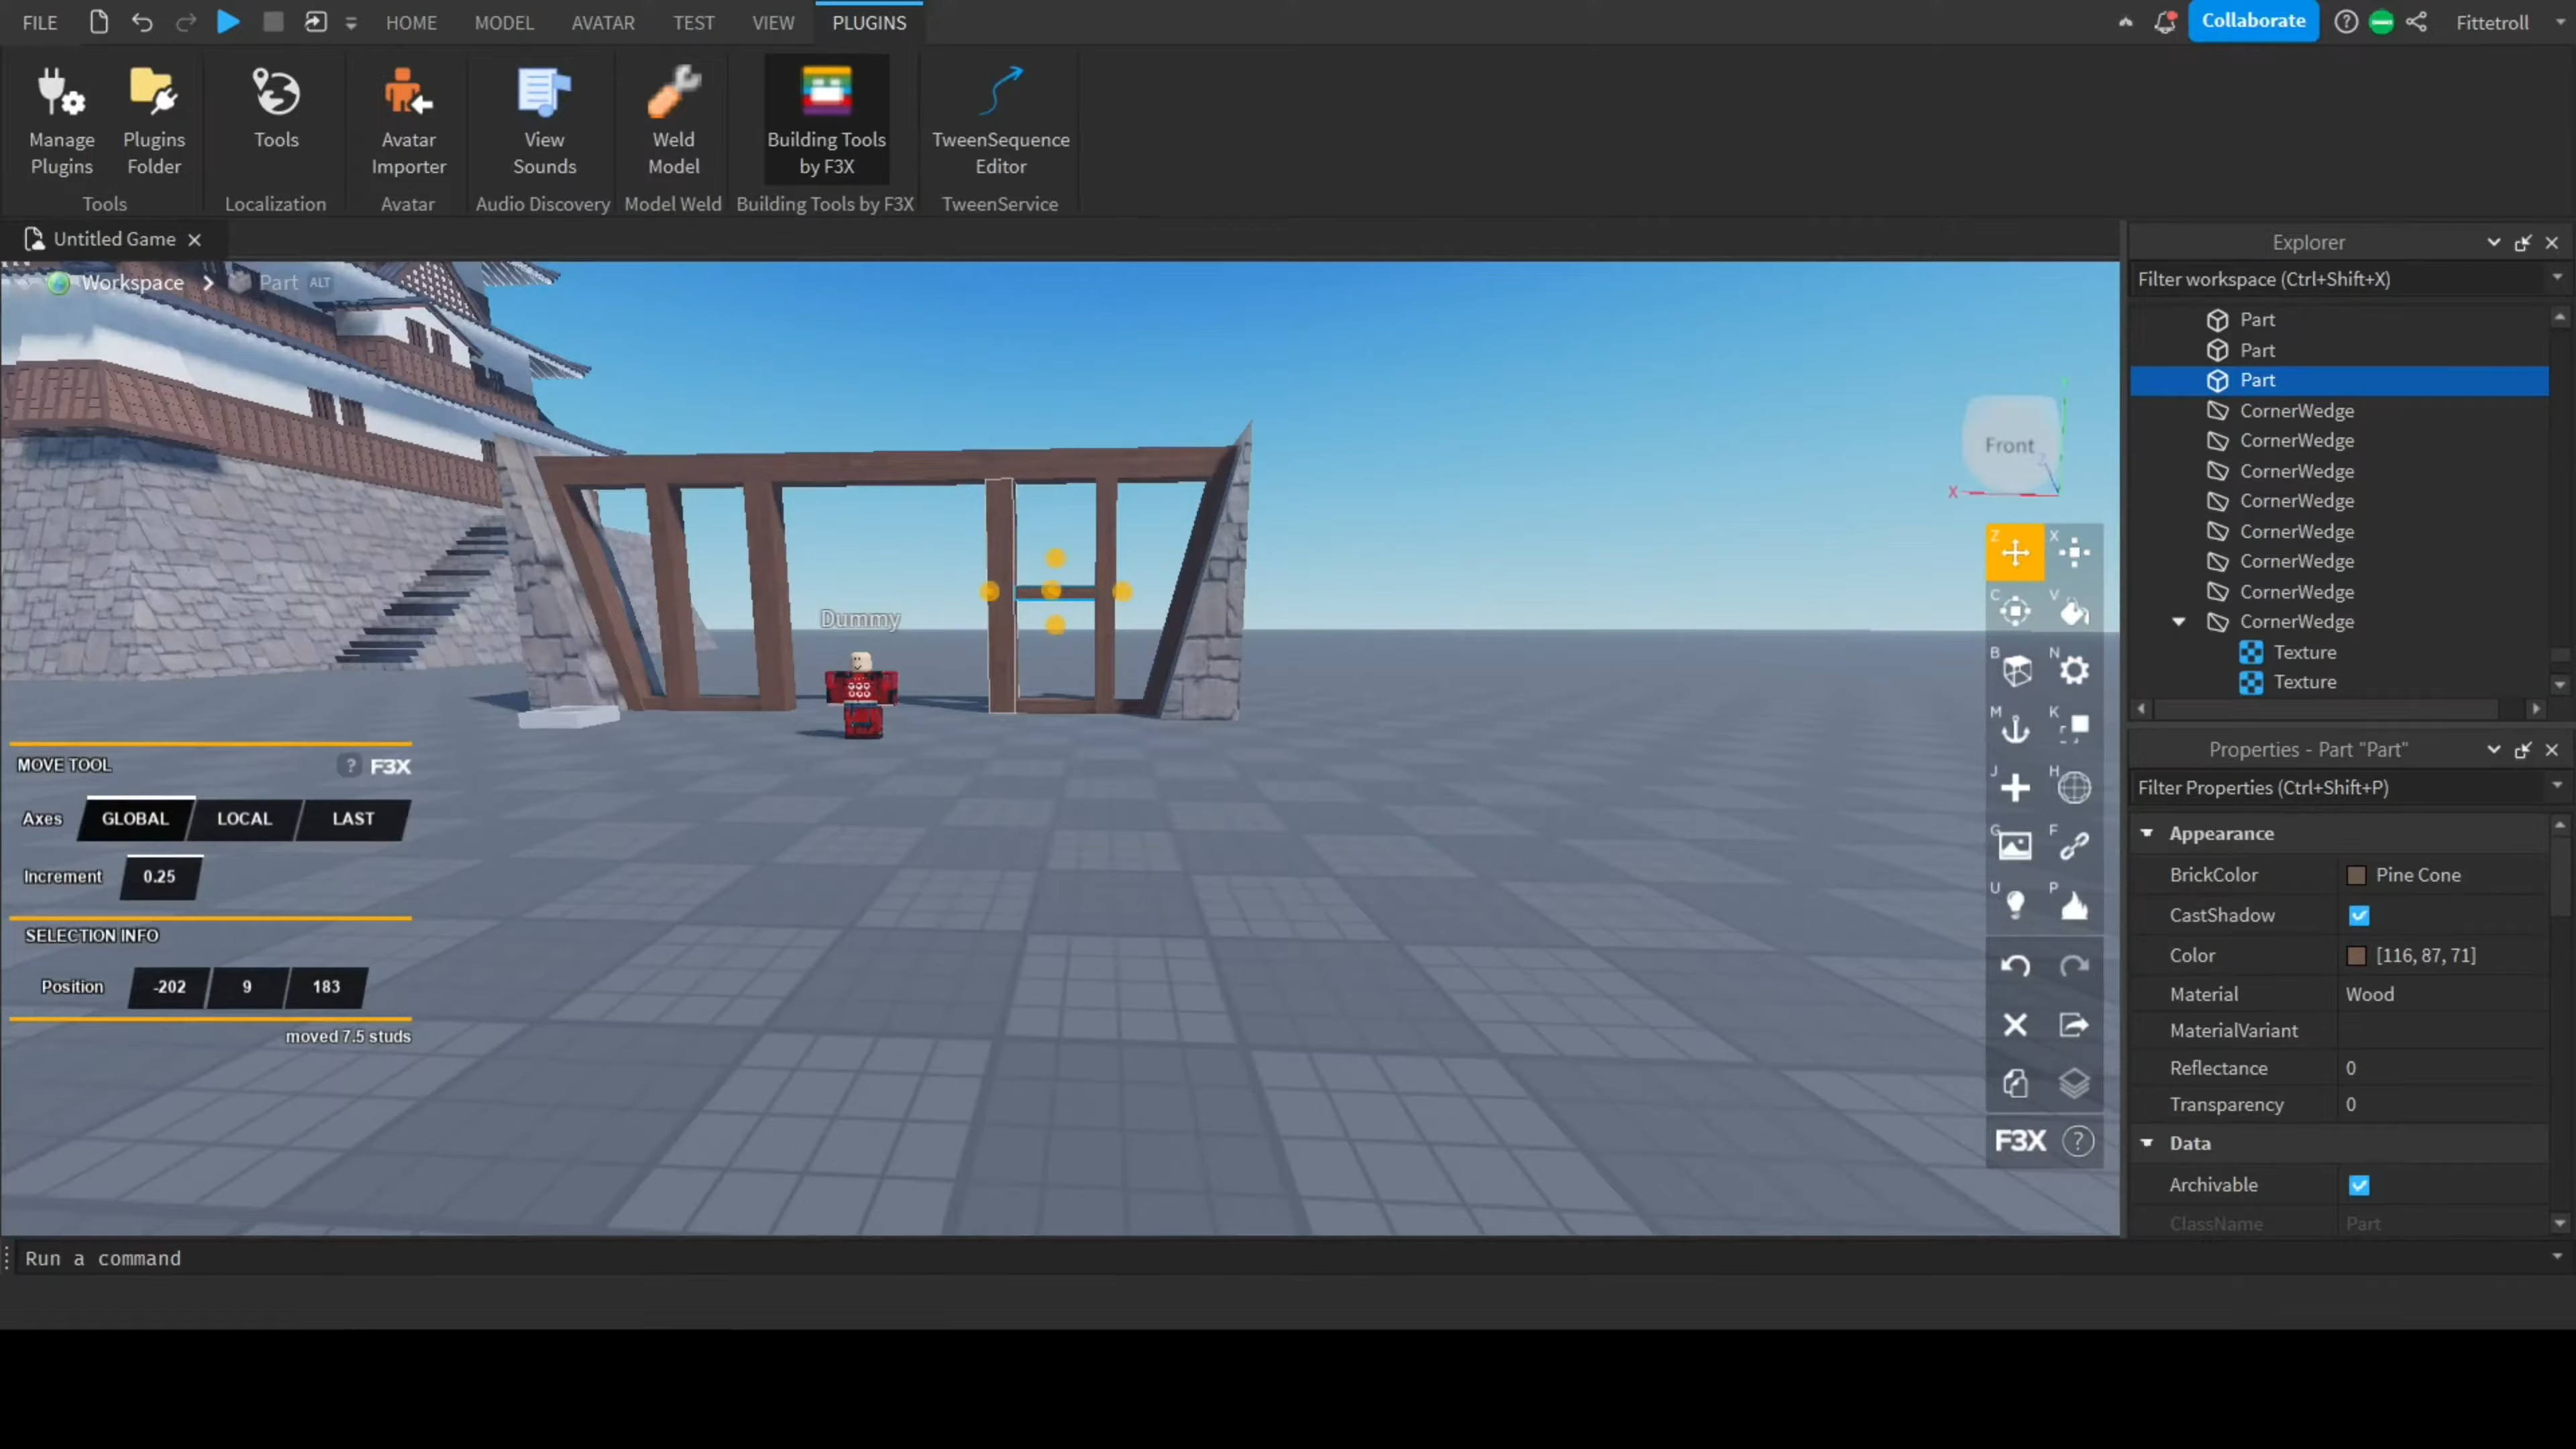 FILE HOME MODEL AVATAR TEST VIEW PLUGINS Collaborate ? Fittetroll
Manage Plugins
Plugins Folder
Tools
Avatar Importer
View Sounds
Weld Model
Building Tools by F3X
TweenSequence Editor
Tools Localization Avatar Audio Discovery Model Weld Building Tools by F3X TweenService
Untitled Game
Workspace > Part ALT
Explorer
Filter workspace (Ctrl+Shift+X)
Part
Part
Part
CornerWedge
CornerWedge
CornerWedge
CornerWedge
CornerWedge
CornerWedge
CornerWedge
CornerWedge
Texture
Texture
Front
X
Z
Dummy
Z X
C V
B N
M K
J H
G F
U P
F3X ?
MOVE TOOL ? F3X
Axes GLOBAL LOCAL LAST
Increment 0.25
SELECTION INFO
Position -202 9 183
moved 7.5 studs
Properties - Part "Part"
Filter Properties (Ctrl+Shift+P)
Appearance
BrickColor Pine Cone
CastShadow
Color [116, 87, 71]
Material Wood
MaterialVariant
Reflectance 0
Transparency 0
Data
Archivable
ClassName Part
Run a command